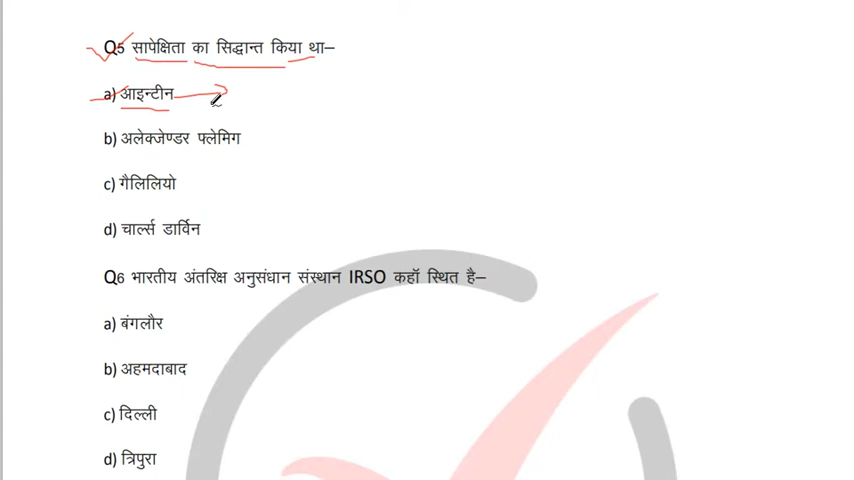 Q5 सापेक्षिता का सिद्धान्त किया था–
a) आइन्टीन
b) अलेक्जेण्डर फ्लेमिग
c) गैलिलियो
d) चार्ल्स डार्विन
Q6 भारतीय अंतरिक्ष अनुसंधान संस्थान IRSO कहॉ स्थित है–
a) बंगलौर
b) अहमदाबाद
c) दिल्ली
d) त्रिपुरा